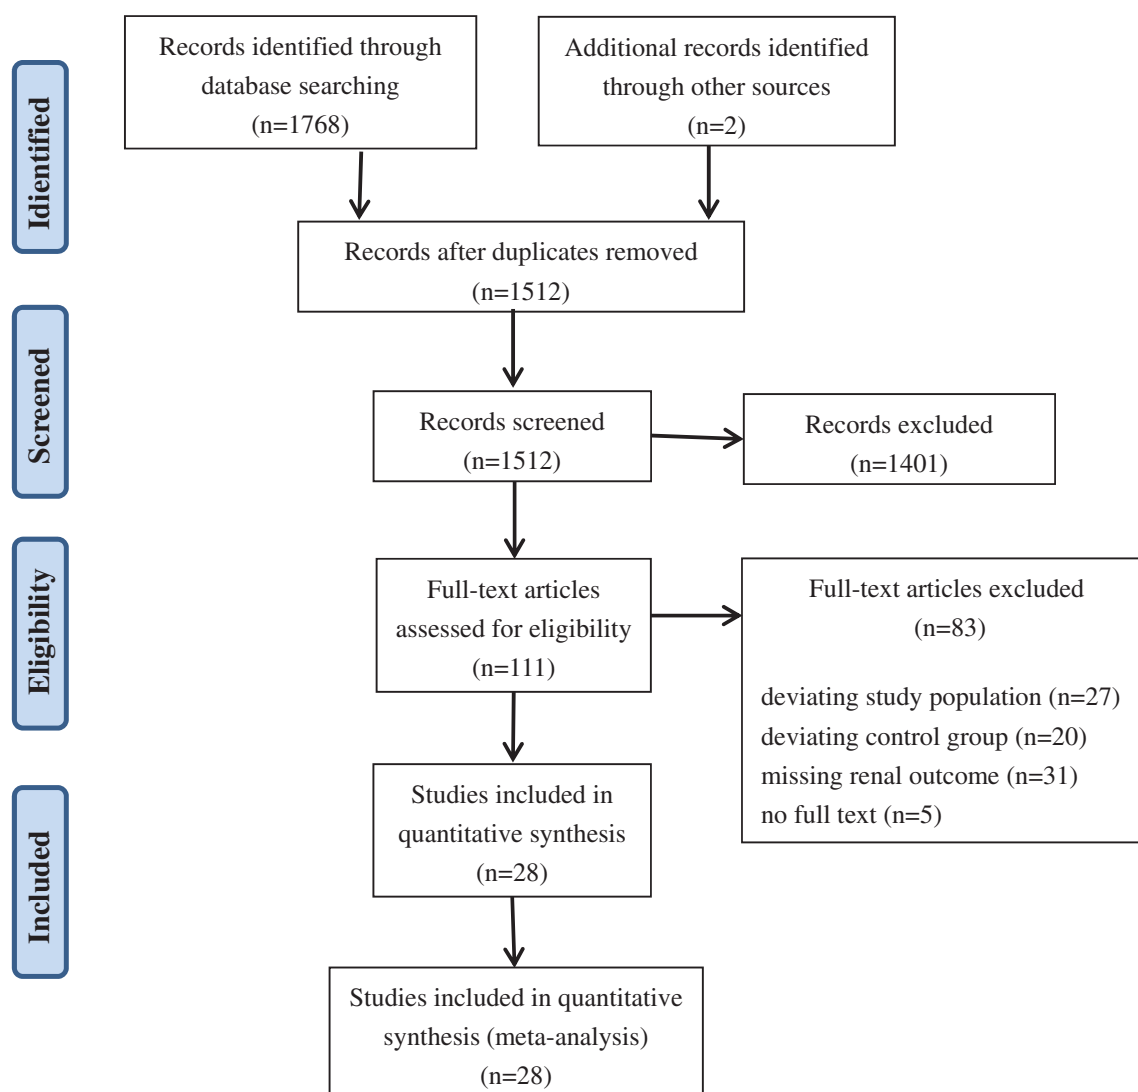 Records identified through
database searching
(n=1768)
Additional records identified
through other sources
(n=2)
Idientified
Records after duplicates removed
(n=1512)
Screened
Records screened
(n=1512)
Records excluded
(n=1401)
Eligibility
Full-text articles
assessed for eligibility
(n=111)
Full-text articles excluded
(n=83)
deviating study population (n=27)
deviating control group (n=20)
missing renal outcome (n=31)
no full text (n=5)
Included
Studies included in
quantitative synthesis
(n=28)
Studies included in quantitative
synthesis (meta-analysis)
(n=28)